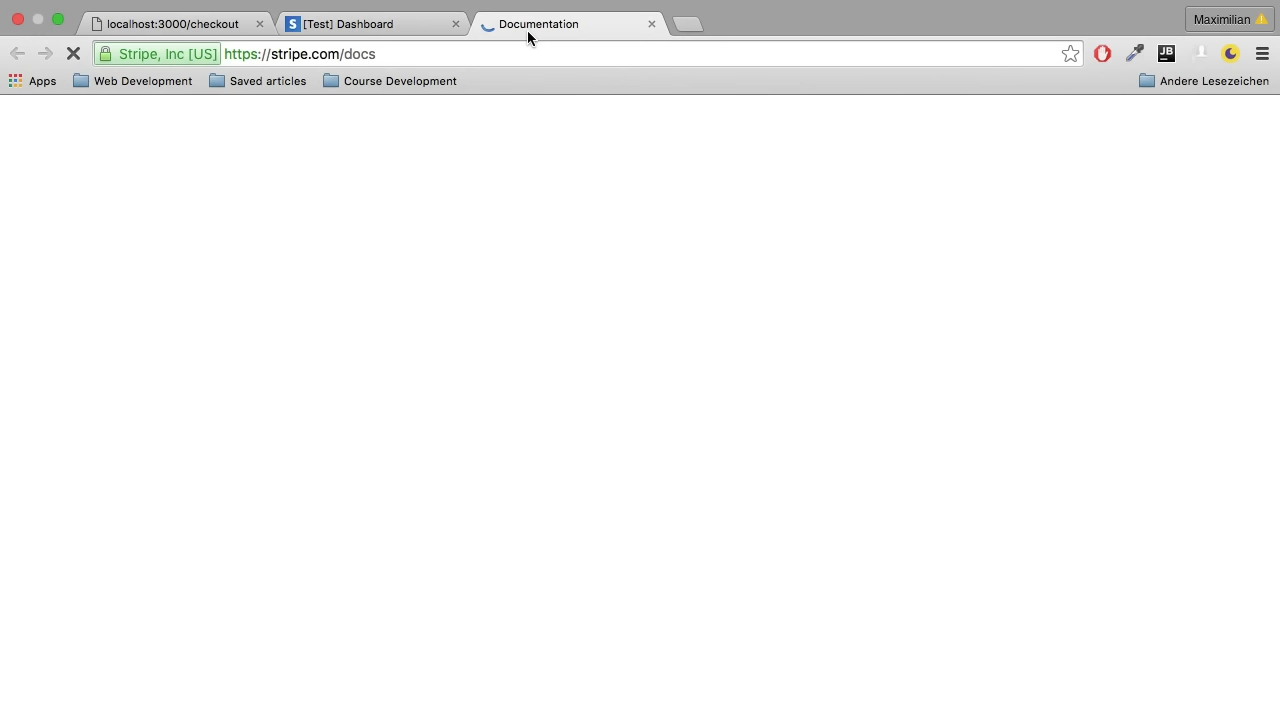 localhost:3000/checkout
S [Test] Dashboard
Documentation
Maximilian
Stripe, Inc [US] https://stripe.com/docs
JB
Apps
Web Development
Saved articles
Course Development
Andere Lesezeichen